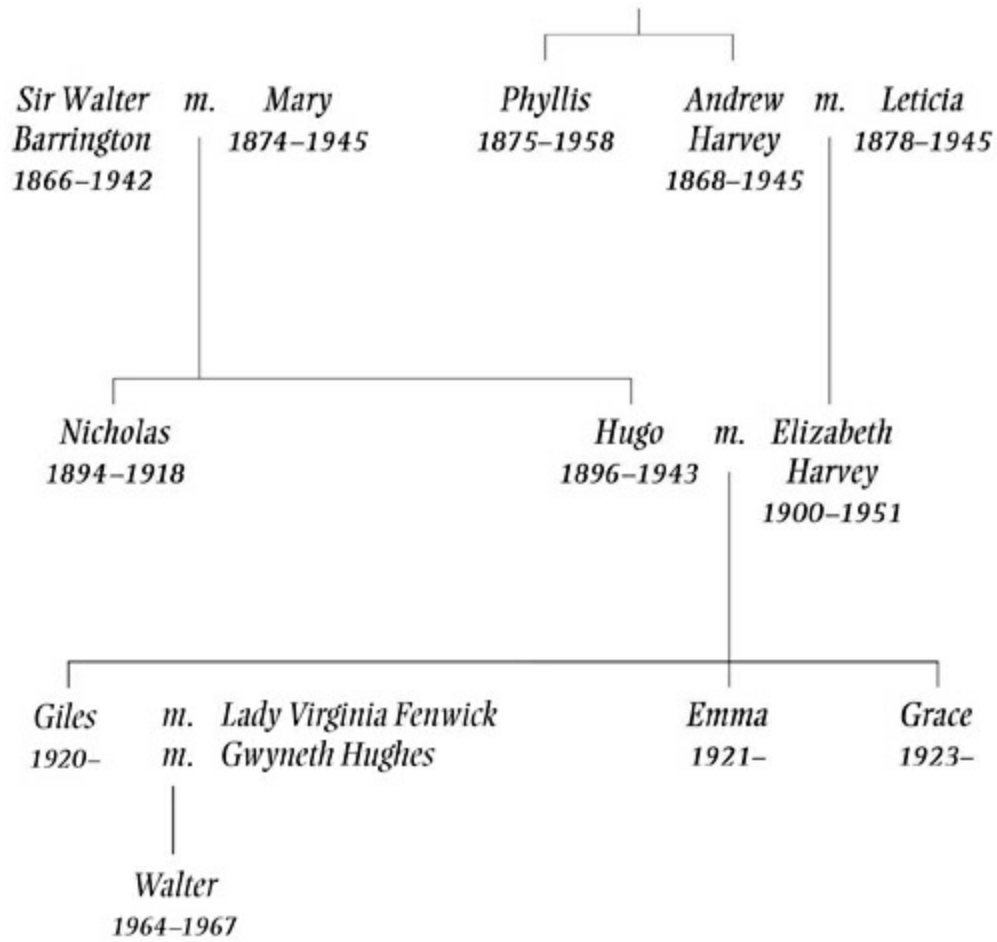 Sir Walter m. Mary Phyllis Andrew m. Leticia
Barrington 1874–1945 1875–1958 Harvey 1878–1945
1866–1942 1868–1945
Nicholas Hugo m. Elizabeth
1894–1918 1896–1943 Harvey
1900–1951
Giles m. Lady Virginia Fenwick Emma Grace
1920– m. Gwyneth Hughes 1921– 1923–
Walter
1964–1967